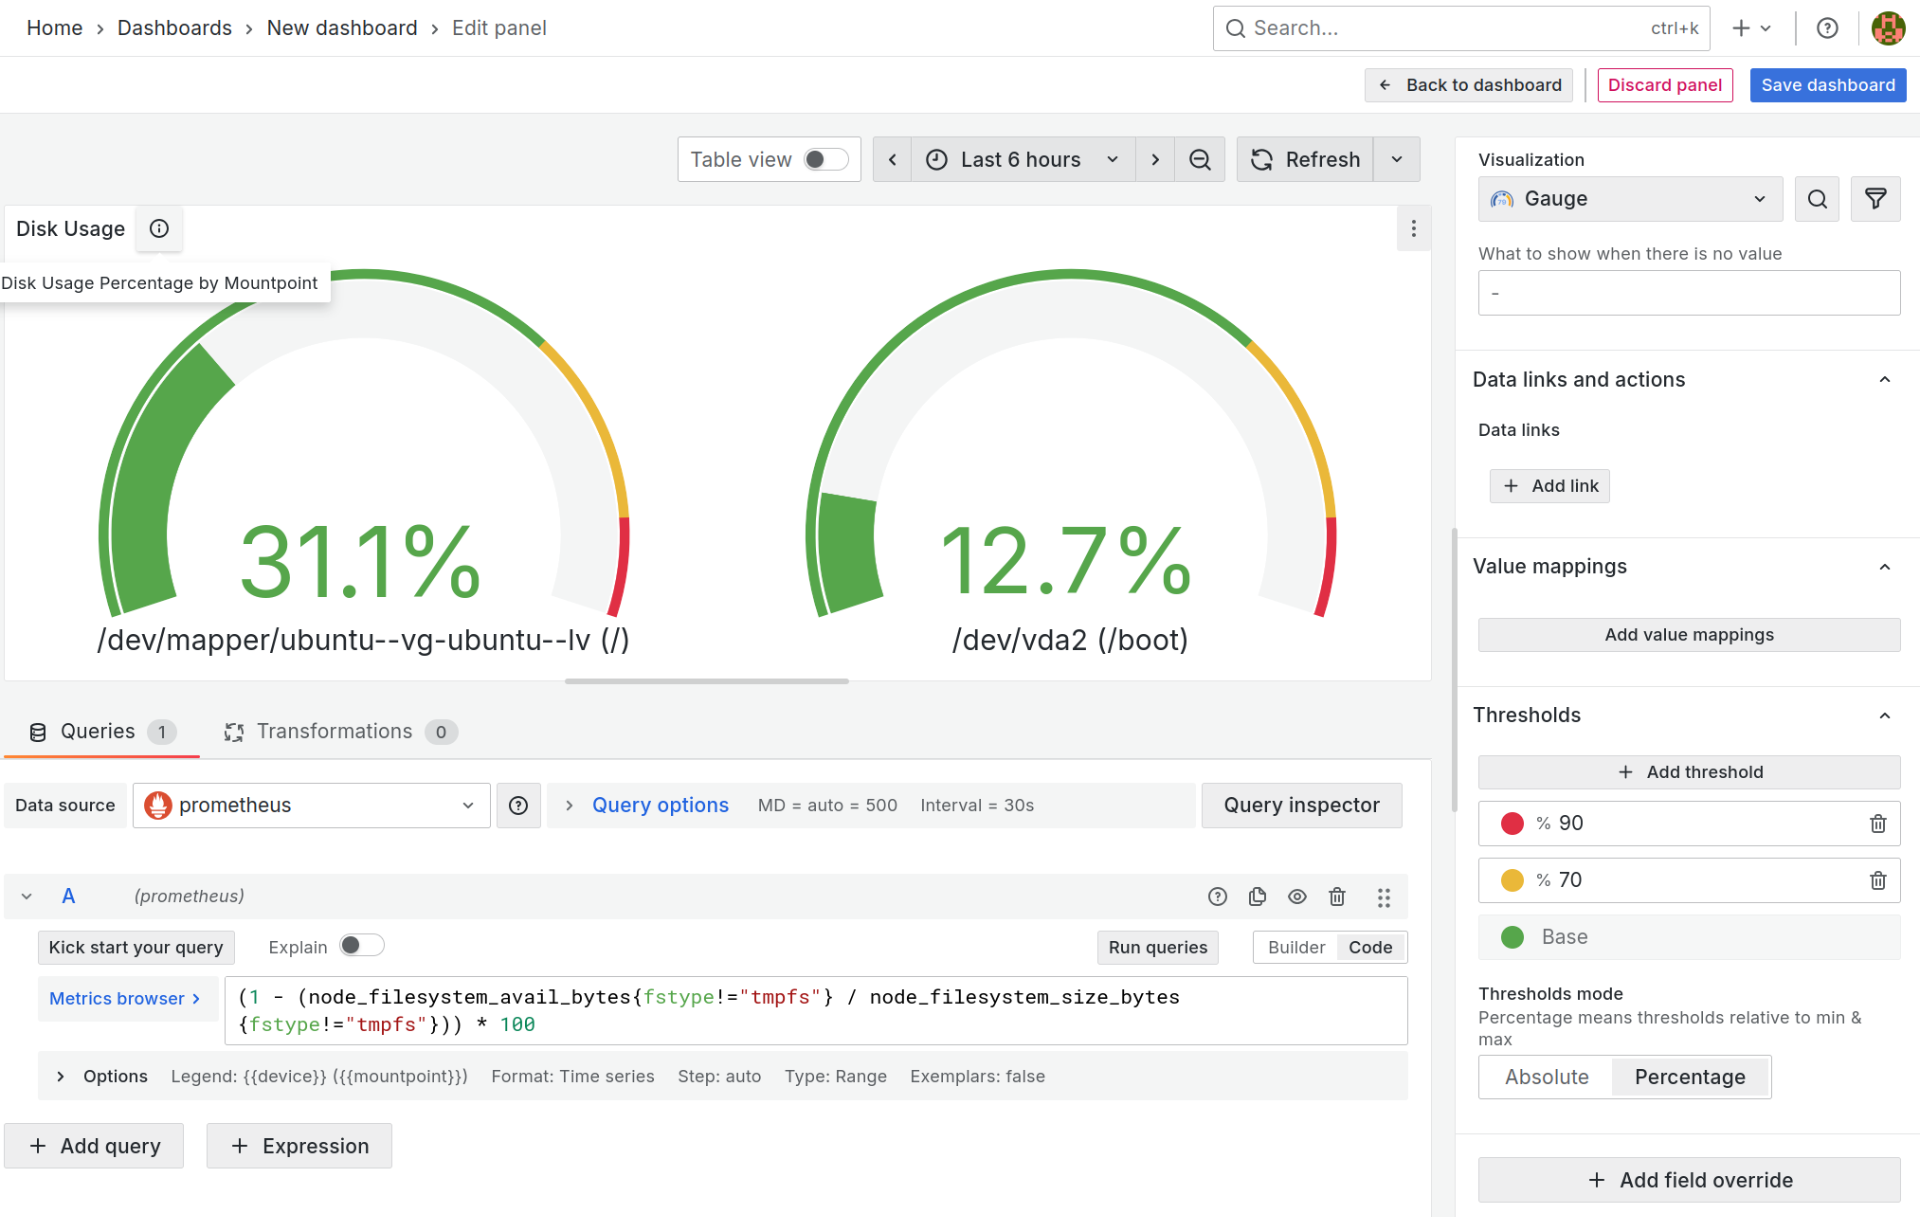 Home › Dashboards › New dashboard › Edit panel
Search...
ctrl+k
Back to dashboard
Discard panel
Save dashboard
Table view
Last 6 hours
Refresh
Disk Usage
Disk Usage Percentage by Mountpoint
31.1%
/dev/mapper/ubuntu--vg-ubuntu--lv (/)
12.7%
/dev/vda2 (/boot)
Queries 1
Transformations 0
Data source
prometheus
Query options
MD = auto = 500
Interval = 30s
Query inspector
A
(prometheus)
Kick start your query
Explain
Run queries
Builder
Code
Metrics browser >
(1 - (node_filesystem_avail_bytes{fstype!="tmpfs"} / node_filesystem_size_bytes
{fstype!="tmpfs"})) * 100
Options
Legend: {{device}} ({{mountpoint}})
Format: Time series
Step: auto
Type: Range
Exemplars: false
+ Add query
+ Expression
Visualization
Gauge
What to show when there is no value
-
Data links and actions
Data links
+ Add link
Value mappings
Add value mappings
Thresholds
+ Add threshold
% 90
% 70
Base
Thresholds mode
Percentage means thresholds relative to min &
max
Absolute
Percentage
+ Add field override